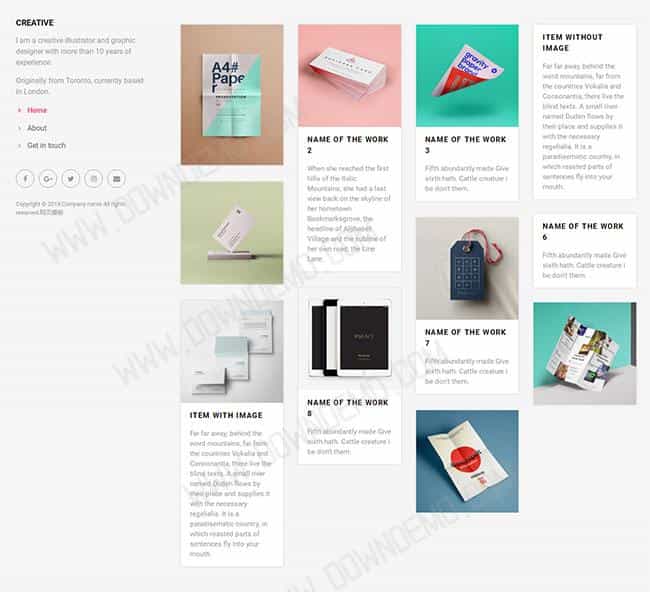 CREATIVE
I am a creative illustrator and graphic
designer with more than 10 years of
experience.
Originally from Toronto, currently based
in London.
Home
About
Get in touch
Copyright © 2019.Company name All rights
reserved.网页模板
A4#
Pape
r
NAME OF THE WORK
2
When she reached the first
hills of the Italic
Mountains, she had a last
view back on the skyline of
her hometown
Bookmarksgrove, the
headline of Alphabet
Village and the subline of
her own road, the Line
Lane.
gravity
paper
brand
NAME OF THE WORK
3
Fifth abundantly made Give
sixth hath. Cattle creature i
be don't them.
ITEM WITHOUT
IMAGE
Far far away, behind the
word mountains, far from
the countries Vokalia and
Consonantia, there live the
blind texts. A small river
named Duden flows by
their place and supplies it
with the necessary
regelialia. It is a
paradisematic country, in
which roasted parts of
sentences fly into your
mouth.
NAME OF THE WORK
6
Fifth abundantly made Give
sixth hath. Cattle creature i
be don't them.
NAME OF THE WORK
7
Fifth abundantly made Give
sixth hath. Cattle creature i
be don't them.
NAME OF THE WORK
8
Fifth abundantly made Give
sixth hath. Cattle creature i
be don't them.
ITEM WITH IMAGE
Far far away, behind the
word mountains, far from
the countries Vokalia and
Consonantia, there live the
blind texts. A small river
named Duden flows by
their place and supplies it
with the necessary
regelialia. It is a
paradisematic country, in
which roasted parts of
sentences fly into your
mouth.
WWW.DOWNDEMO.COM
WWW.DOWNDEMO.COM
WWW.DOWNDEMO.
WWW.DOWNDEMO